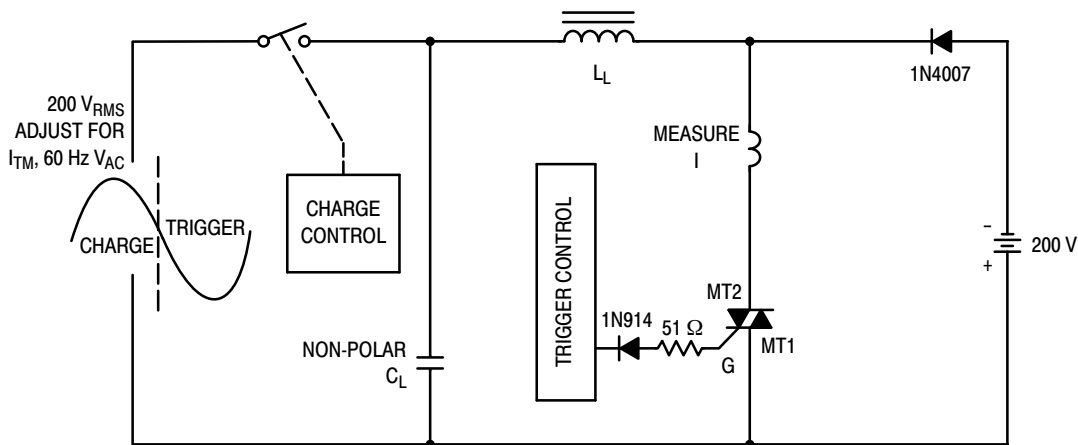 L_L
1N4007
200 V_RMS
ADJUST FOR
I_TM, 60 Hz V_AC
MEASURE
I
CHARGE
TRIGGER
CHARGE
CONTROL
TRIGGER CONTROL
–
+
200 V
MT2
1N914
51 Ω
MT1
G
NON-POLAR
C_L